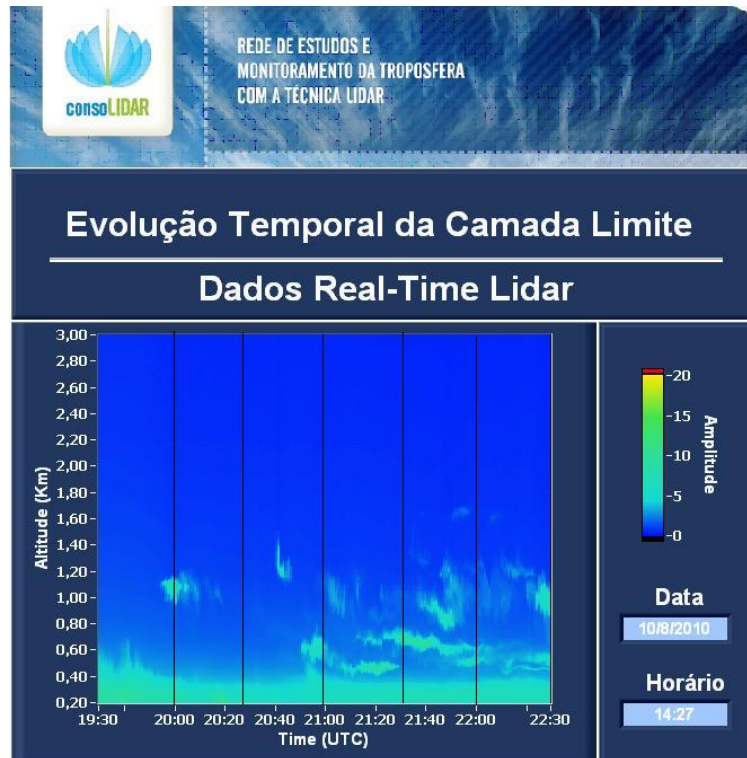 consoLIDAR
REDE DE ESTUDOS E
MONITORAMENTO DA TROPOSFERA
COM A TÉCNICA LIDAR
Evolução Temporal da Camada Limite
Dados Real-Time Lidar
3,00
2,80
2,60
2,40
2,20
2,00
1,80
1,60
1,40
1,20
1,00
0,80
0,60
0,40
0,20
Altitude (Km)
19:30 20:00 20:20 20:40 21:00 21:20 21:40 22:00 22:30
Time (UTC)
20
15
10
5
0
Amplitude
Data
10/8/2010
Horário
14:27